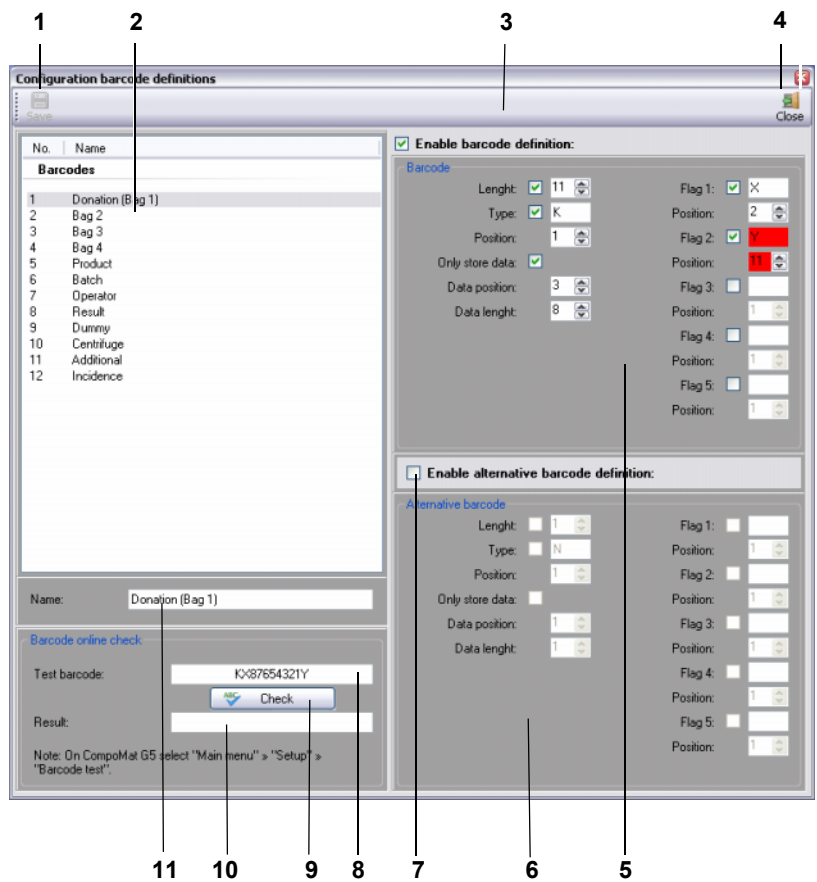 1 2 3 4
Configuration barcode definitions
Save
Close
No. Name
Barcodes
1 Donation (Bag 1)
2 Bag 2
3 Bag 3
4 Bag 4
5 Product
6 Batch
7 Operator
8 Result
9 Dummy
10 Centrifuge
11 Additional
12 Incidence
Name: Donation (Bag 1)
Barcode online check
Test barcode: KX87654321Y
ABC Check
Result:
Note: On CompoMat G5 select "Main menu" » "Setup" »
"Barcode test".
Enable barcode definition:
Barcode
Lenght: 11 Flag 1: X
Type: K Position: 2
Position: 1 Flag 2: Y
Only store data: Position: 11
Data position: 3 Flag 3:
Data lenght: 8 Position: 1
Flag 4:
Position: 1
Flag 5:
Position: 1
Enable alternative barcode definition:
Alternative barcode
Lenght: 1 Flag 1:
Type: N Position: 1
Position: 1 Flag 2:
Only store data: Position: 1
Data position: 1 Flag 3:
Data lenght: 1 Position: 1
Flag 4:
Position: 1
Flag 5:
Position: 1
11 10 9 8 7 6 5